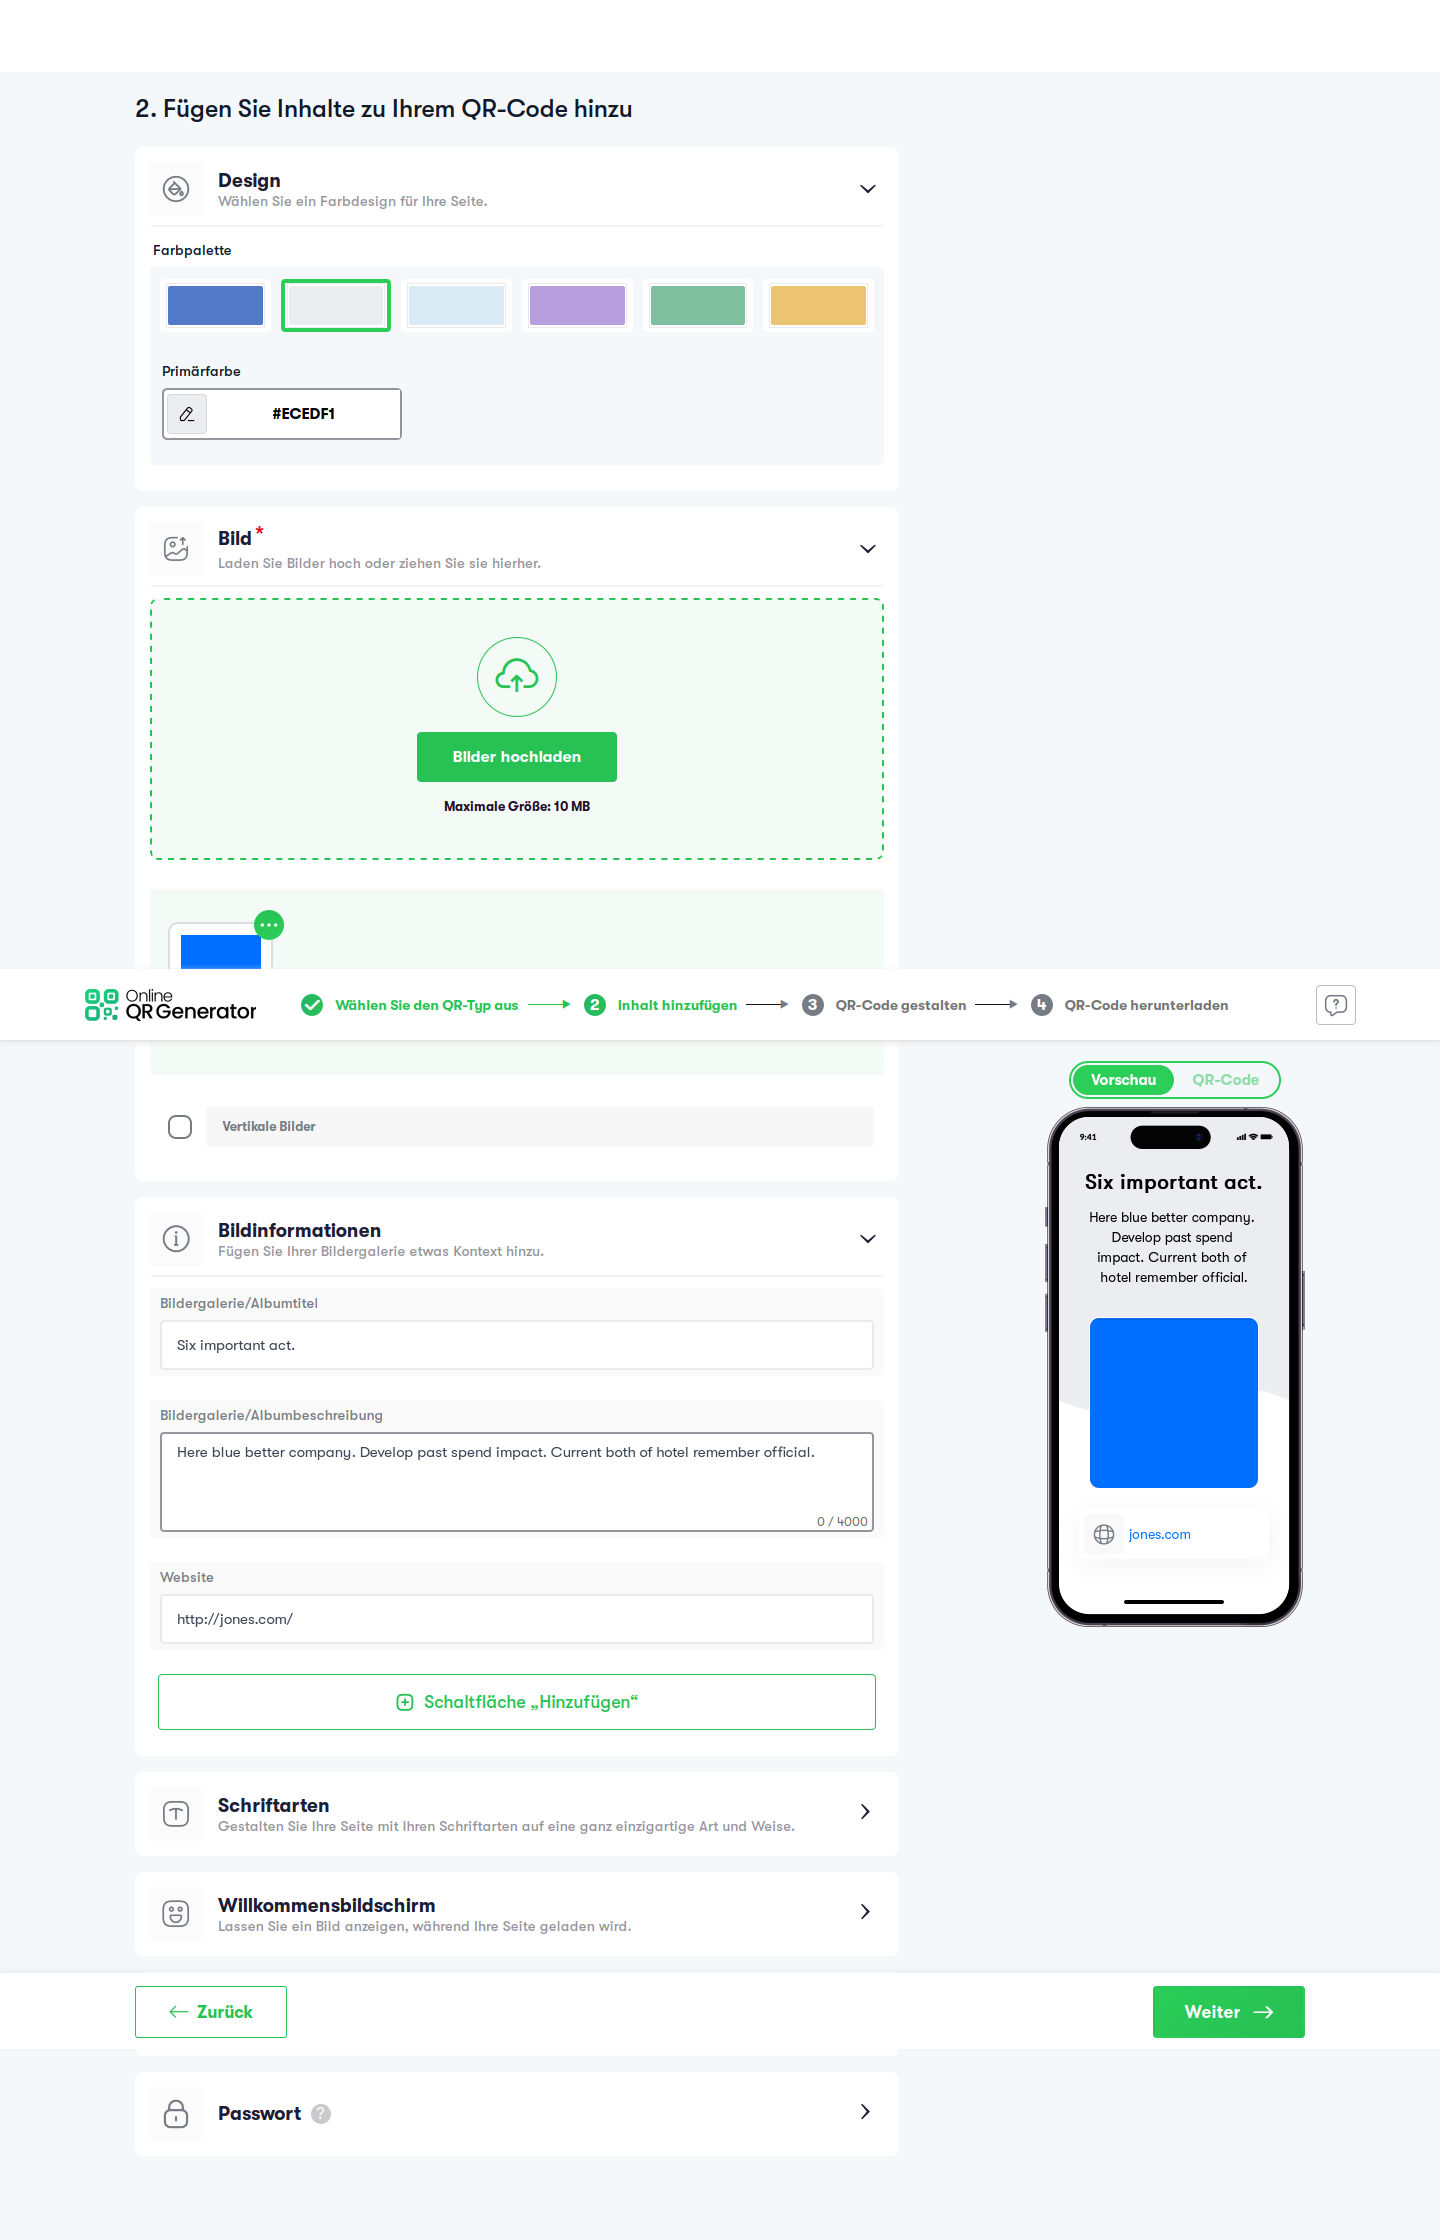 2. Fügen Sie Inhalte zu Ihrem QR-Code hinzu
Design
Wählen Sie ein Farbdesign für Ihre Seite.
Farbpalette
Primärfarbe
#ECEDF1
Bild *
Laden Sie Bilder hoch oder ziehen Sie sie hierher.
Bilder hochladen
Maximale Größe: 10 MB
Online
QR Generator
Wählen Sie den QR-Typ aus
2 Inhalt hinzufügen
3 QR-Code gestalten
4 QR-Code herunterladen
Vertikale Bilder
Bildinformationen
Fügen Sie Ihrer Bildergalerie etwas Kontext hinzu.
Bildergalerie/Albumtitel
Six important act.
Bildergalerie/Albumbeschreibung
Here blue better company. Develop past spend impact. Current both of hotel remember official.
0 / 4000
Website
http://jones.com/
Schaltfläche „Hinzufügen“
Schriftarten
Gestalten Sie Ihre Seite mit Ihren Schriftarten auf eine ganz einzigartige Art und Weise.
Willkommensbildschirm
Lassen Sie ein Bild anzeigen, während Ihre Seite geladen wird.
Zurück
Weiter
Passwort ?
Vorschau
QR-Code
9:41
Six important act.
Here blue better company.
Develop past spend
impact. Current both of
hotel remember official.
jones.com